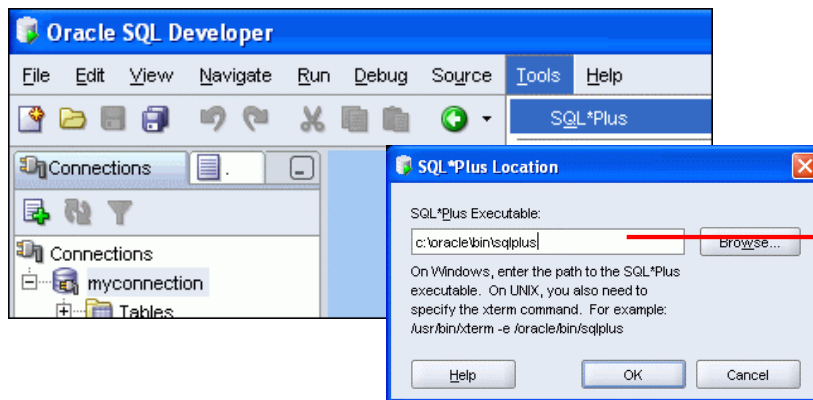 Oracle SQL Developer
File Edit View Navigate Run Debug Source Tools Help
SQL*Plus
Connections .
Connections
myconnection
Tables
SQL*Plus Location
SQL*Plus Executable:
c:\oracle\bin\sqlplus Browse...
On Windows, enter the path to the SQL*Plus
executable. On UNIX, you also need to
specify the xterm command. For example:
/usr/bin/xterm -e /oracle/bin/sqlplus
Help OK Cancel